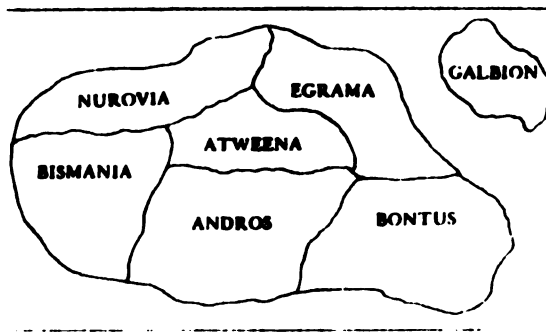 GALBION
EGRAMA
NUROVIA
ATWEENA
BISMANIA
ANDROS
BONTUS